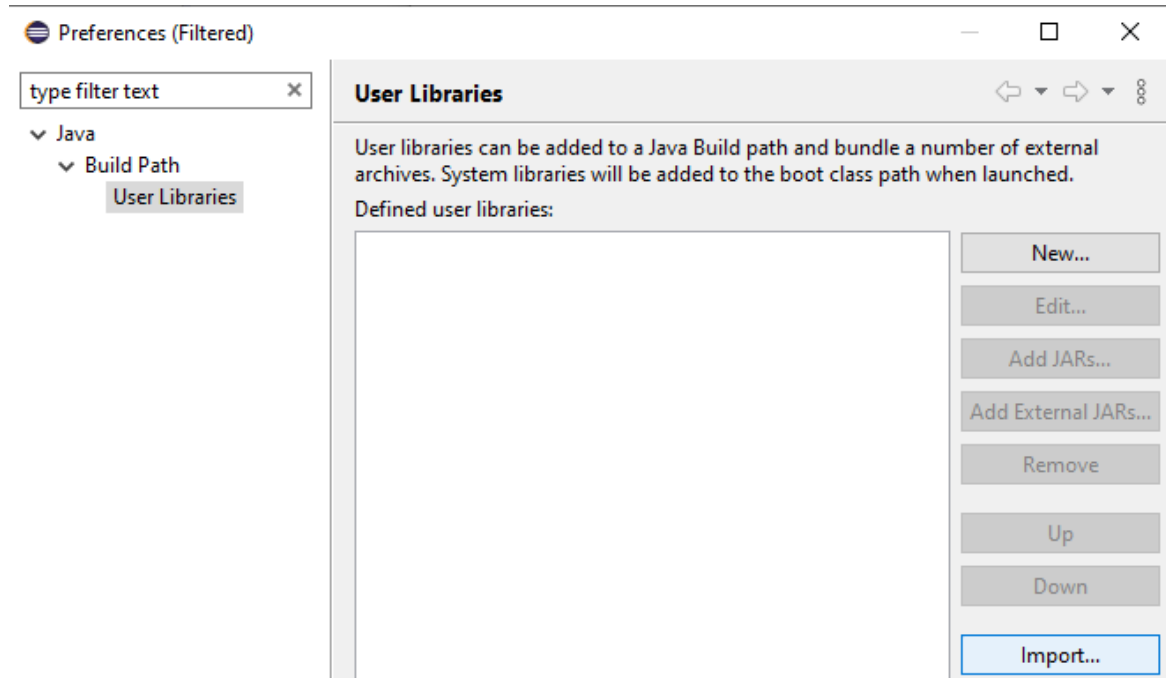 Preferences (Filtered)
type filter text
User Libraries
Java
Build Path
User Libraries
User libraries can be added to a Java Build path and bundle a number of external
archives. System libraries will be added to the boot class path when launched.
Defined user libraries:
New...
Edit...
Add JARs...
Add External JARs...
Remove
Up
Down
Import...